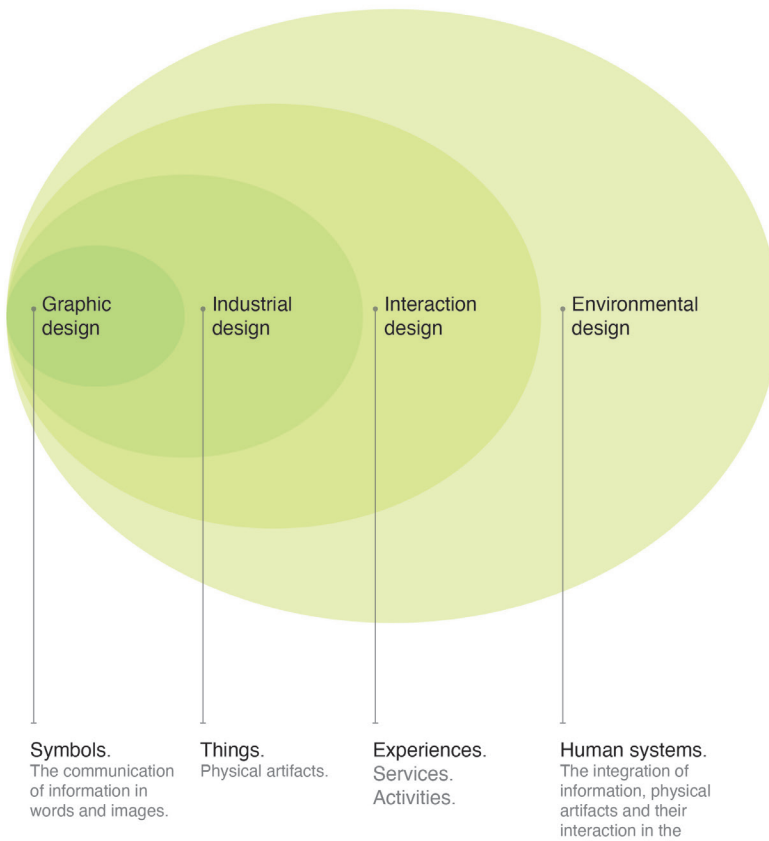 Graphic
design
Industrial
design
Interaction
design
Environmental
design
Symbols.
The communication
of information in
words and images.
Things.
Physical artifacts.
Experiences.
Services.
Activities.
Human systems.
The integration of
information, physical
artifacts and their
interaction in the